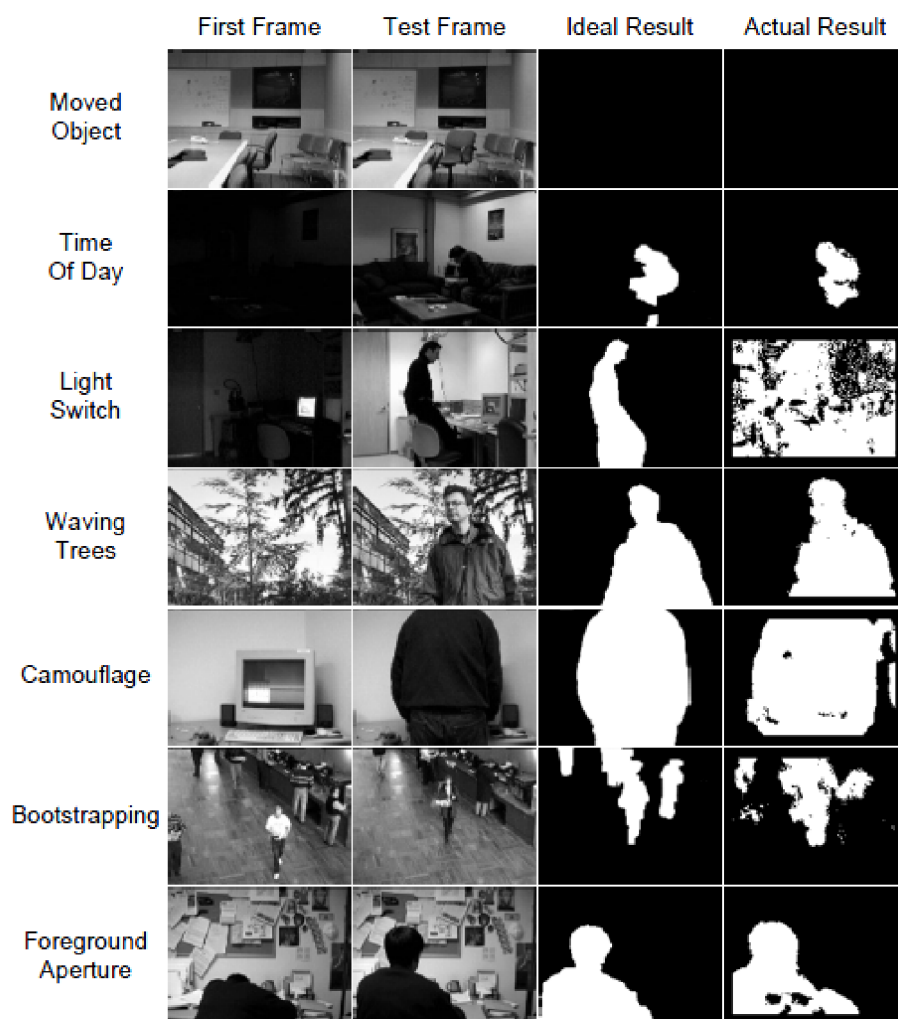 First Frame Test Frame Ideal Result Actual Result
Moved
Object
Time
Of Day
Light
Switch
Waving
Trees
Camouflage
Bootstrapping
Foreground
Aperture